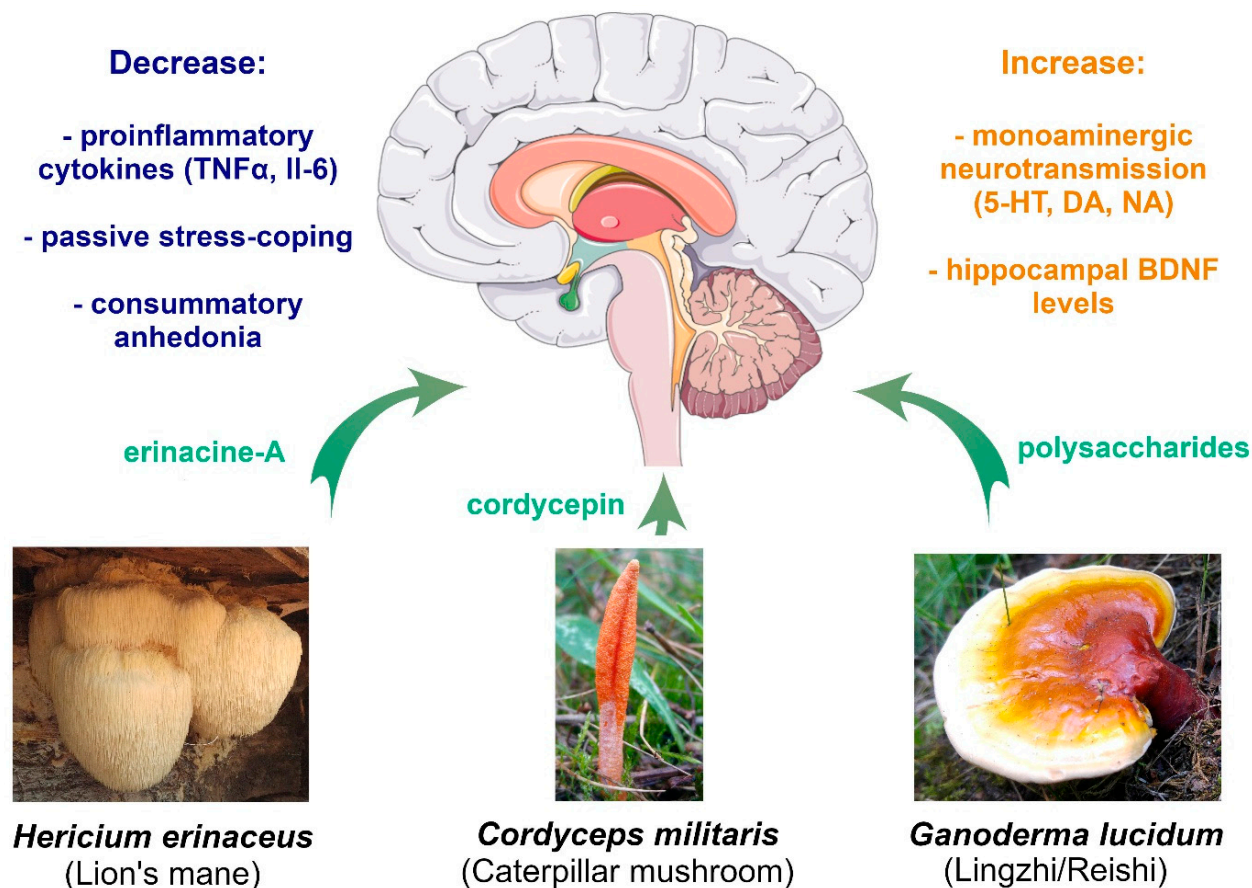 Decrease:
- proinflammatory
cytokines (TNFα, Il-6)
- passive stress-coping
- consummatory
anhedonia
Increase:
- monoaminergic
neurotransmission
(5-HT, DA, NA)
- hippocampal BDNF
levels
erinacine-A
cordycepin
polysaccharides
Hericium erinaceus
(Lion's mane)
Cordyceps militaris
(Caterpillar mushroom)
Ganoderma lucidum
(Lingzhi/Reishi)